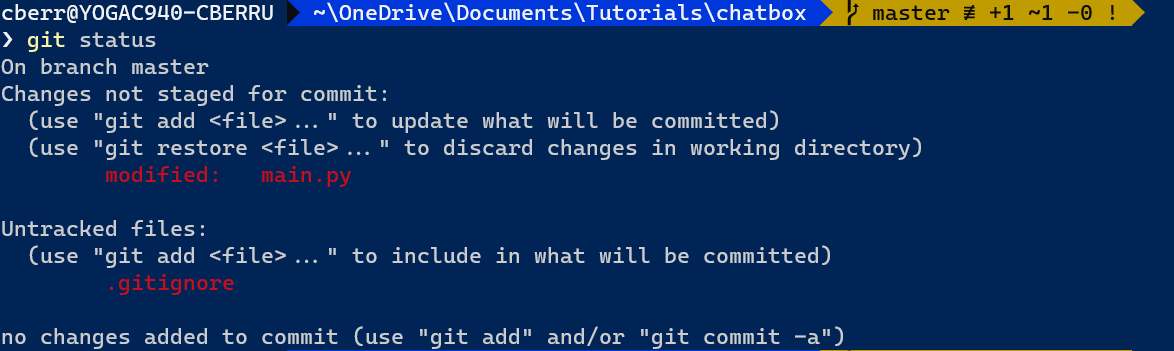 cberr@YOGAC940-CBERRU ~\OneDrive\Documents\Tutorials\chatbox master ≢ +1 ~1 -0 !
❯ git status
On branch master
Changes not staged for commit:
  (use "git add <file>..." to update what will be committed)
  (use "git restore <file>..." to discard changes in working directory)
        modified:   main.py

Untracked files:
  (use "git add <file>..." to include in what will be committed)
        .gitignore

no changes added to commit (use "git add" and/or "git commit -a")